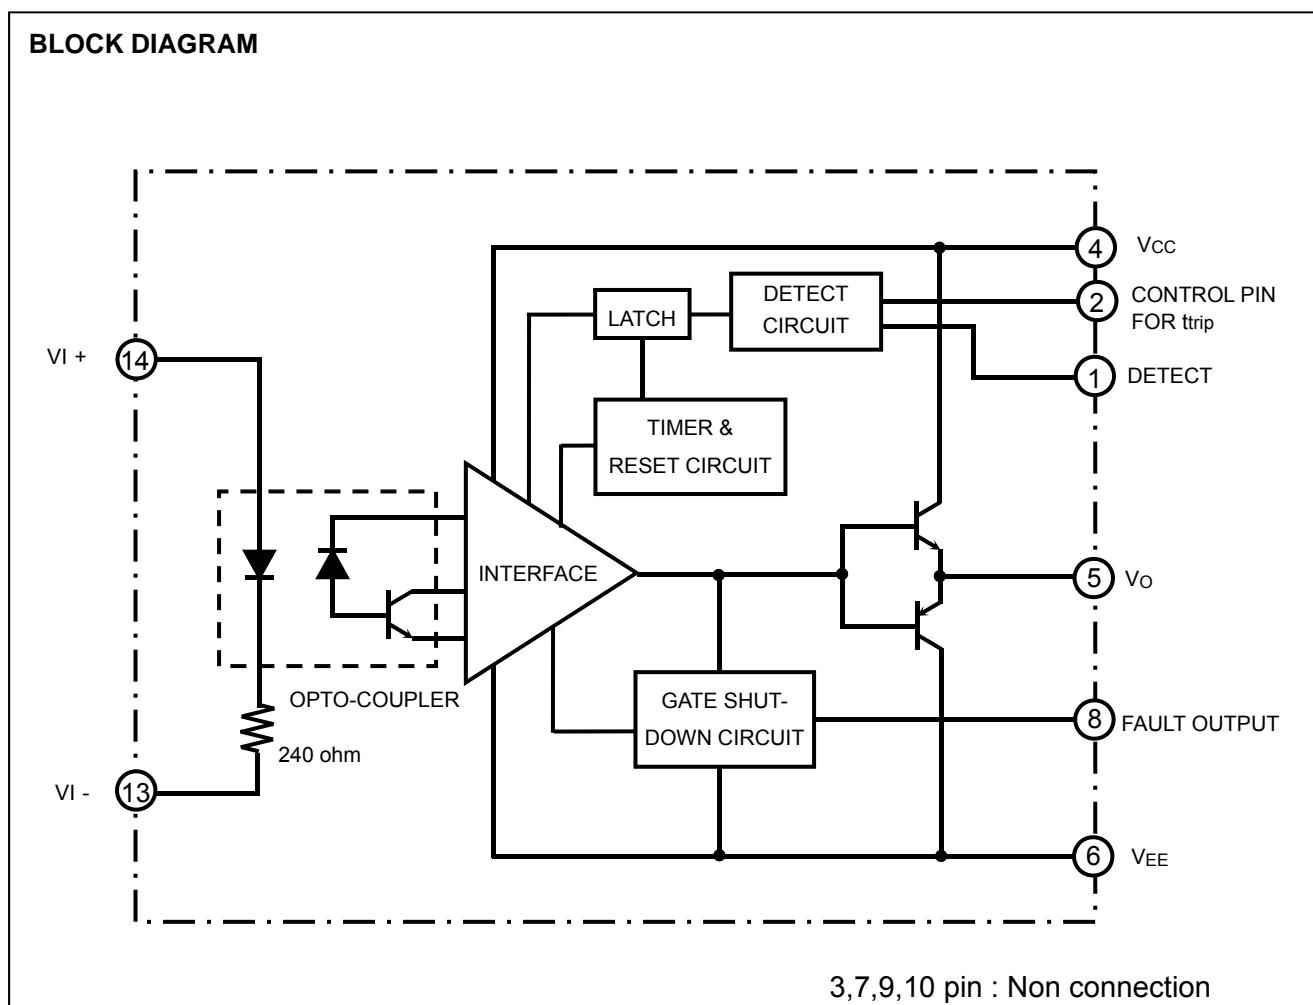 BLOCK DIAGRAM
4
VCC
2
CONTROL PIN
FOR ttrip
1
DETECT
DETECT
CIRCUIT
LATCH
TIMER &
RESET CIRCUIT
VI +
14
INTERFACE
5
VO
OPTO-COUPLER
240 ohm
GATE SHUT-
DOWN CIRCUIT
8
FAULT OUTPUT
VI -
13
6
VEE
3,7,9,10 pin : Non connection